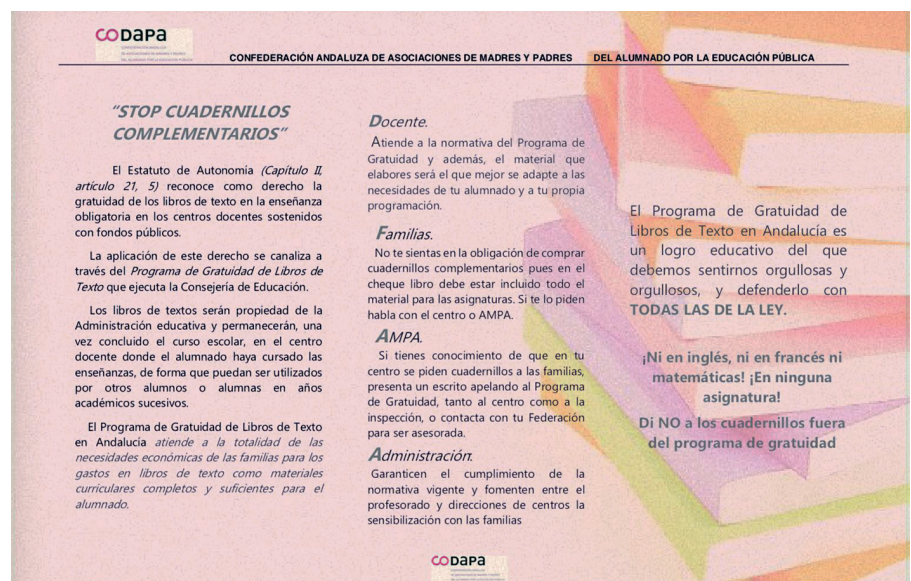 CODAPA
CONFEDERACIÓN ANDALUZA DE ASOCIACIONES DE MADRES Y PADRES DEL ALUMNADO POR LA EDUCACIÓN PÚBLICA
“STOP CUADERNILLOS
COMPLEMENTARIOS”
El Estatuto de Autonomía (Capítulo II,
artículo 21, 5) reconoce como derecho la
gratuidad de los libros de texto en la enseñanza
obligatoria en los centros docentes sostenidos
con fondos públicos.
La aplicación de este derecho se canaliza a
través del Programa de Gratuidad de Libros de
Texto que ejecuta la Consejería de Educación.
Los libros de textos serán propiedad de la
Administración educativa y permanecerán, una
vez concluido el curso escolar, en el centro
docente donde el alumnado haya cursado las
enseñanzas, de forma que puedan ser utilizados
por otros alumnos o alumnas en años
académicos sucesivos.
El Programa de Gratuidad de Libros de Texto
en Andalucía atiende a la totalidad de las
necesidades económicas de las familias para los
gastos en libros de texto como materiales
curriculares completos y suficientes para el
alumnado.
Docente.
Atiende a la normativa del Programa de
Gratuidad y además, el material que
elabores será el que mejor se adapte a las
necesidades de tu alumnado y a tu propia
programación.
Familias.
No te sientas en la obligación de comprar
cuadernillos complementarios pues en el
cheque libro debe estar incluido todo el
material para las asignaturas. Si te lo piden
habla con el centro o AMPA.
AMPA.
Si tienes conocimiento de que en tu
centro se piden cuadernillos a las familias,
presenta un escrito apelando al Programa
de Gratuidad, tanto al centro como a la
inspección, o contacta con tu Federación
para ser asesorada.
Administración:
Garanticen el cumplimiento de la
normativa vigente y fomenten entre el
profesorado y direcciones de centros la
sensibilización con las familias
El Programa de Gratuidad de
Libros de Texto en Andalucía es
un logro educativo del que
debemos sentirnos orgullosas y
orgullosos, y defenderlo con
TODAS LAS DE LA LEY.
¡Ni en inglés, ni en francés ni
matemáticas! ¡En ninguna
asignatura!
Di NO a los cuadernillos fuera
del programa de gratuidad
CODAPA